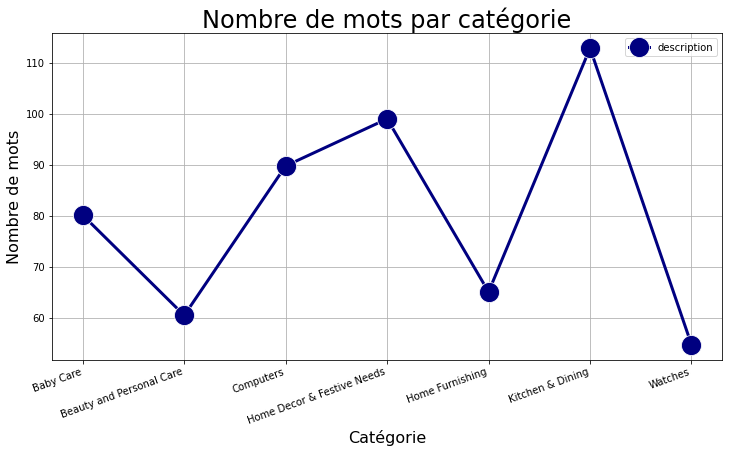 Nombre de mots par catégorie
description
Nombre de mots
110
100
90
80
70
60
Baby Care
Beauty and Personal Care
Computers
Home Decor & Festive Needs
Home Furnishing
Kitchen & Dining
Watches
Catégorie